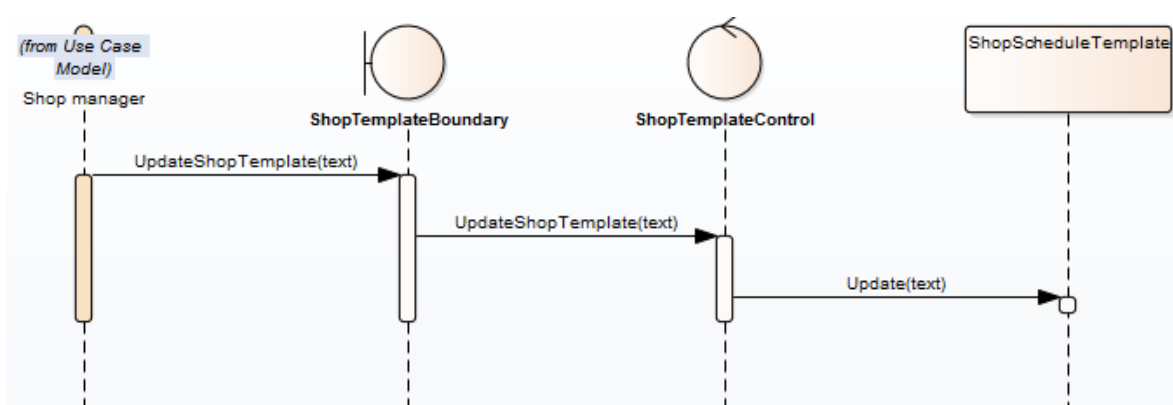 (from Use Case
Model)
Shop manager
ShopTemplateBoundary
ShopTemplateControl
ShopScheduleTemplate
UpdateShopTemplate(text)
UpdateShopTemplate(text)
Update(text)